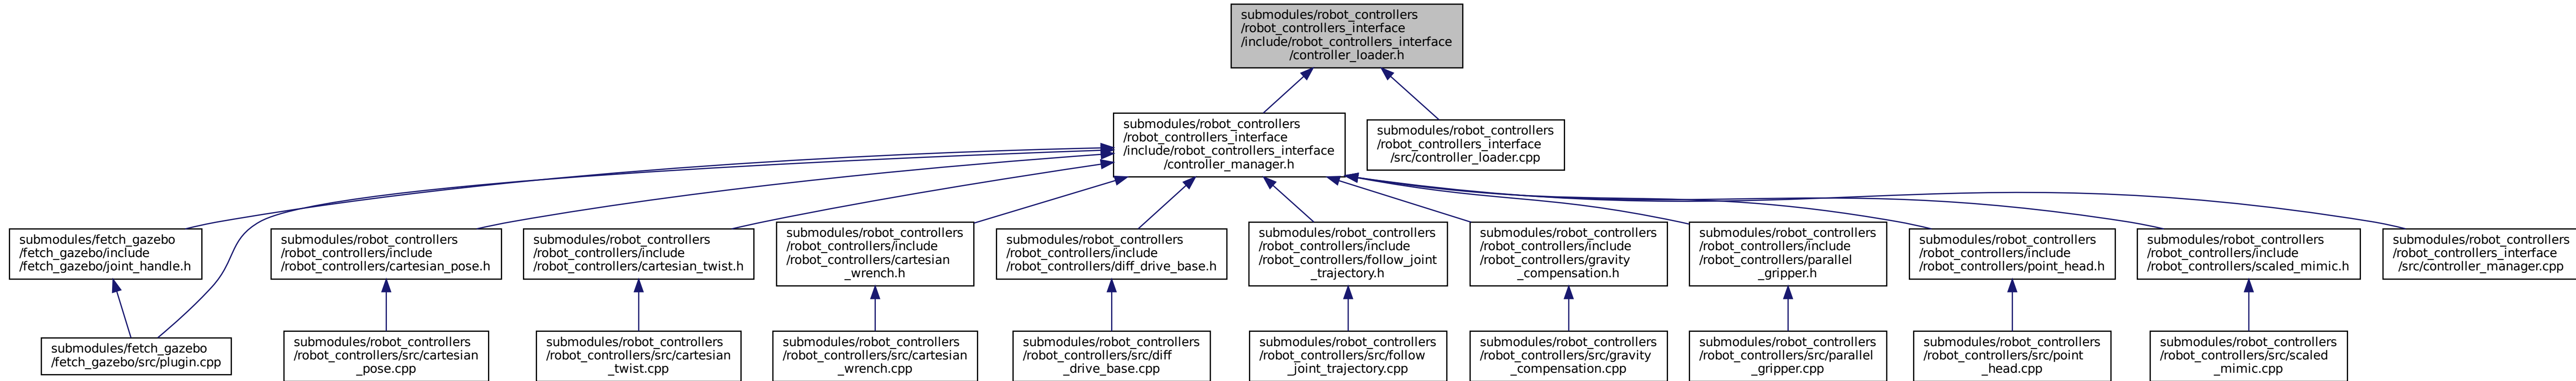 submodules/robot_controllers
/robot_controllers_interface
/include/robot_controllers_interface
/controller_loader.h
submodules/robot_controllers
/robot_controllers_interface
/include/robot_controllers_interface
/controller_manager.h
submodules/robot_controllers
/robot_controllers_interface
/src/controller_loader.cpp
submodules/fetch_gazebo
/fetch_gazebo/include
/fetch_gazebo/joint_handle.h
submodules/robot_controllers
/robot_controllers/include
/robot_controllers/cartesian_pose.h
submodules/robot_controllers
/robot_controllers/include
/robot_controllers/cartesian_twist.h
submodules/robot_controllers
/robot_controllers/include
/robot_controllers/cartesian
_wrench.h
submodules/robot_controllers
/robot_controllers/include
/robot_controllers/diff_drive_base.h
submodules/robot_controllers
/robot_controllers/include
/robot_controllers/follow_joint
_trajectory.h
submodules/robot_controllers
/robot_controllers/include
/robot_controllers/gravity
_compensation.h
submodules/robot_controllers
/robot_controllers/include
/robot_controllers/parallel
_gripper.h
submodules/robot_controllers
/robot_controllers/include
/robot_controllers/point_head.h
submodules/robot_controllers
/robot_controllers/include
/robot_controllers/scaled_mimic.h
submodules/robot_controllers
/robot_controllers_interface
/src/controller_manager.cpp
submodules/fetch_gazebo
/fetch_gazebo/src/plugin.cpp
submodules/robot_controllers
/robot_controllers/src/cartesian
_pose.cpp
submodules/robot_controllers
/robot_controllers/src/cartesian
_twist.cpp
submodules/robot_controllers
/robot_controllers/src/cartesian
_wrench.cpp
submodules/robot_controllers
/robot_controllers/src/diff
_drive_base.cpp
submodules/robot_controllers
/robot_controllers/src/follow
_joint_trajectory.cpp
submodules/robot_controllers
/robot_controllers/src/gravity
_compensation.cpp
submodules/robot_controllers
/robot_controllers/src/parallel
_gripper.cpp
submodules/robot_controllers
/robot_controllers/src/point
_head.cpp
submodules/robot_controllers
/robot_controllers/src/scaled
_mimic.cpp